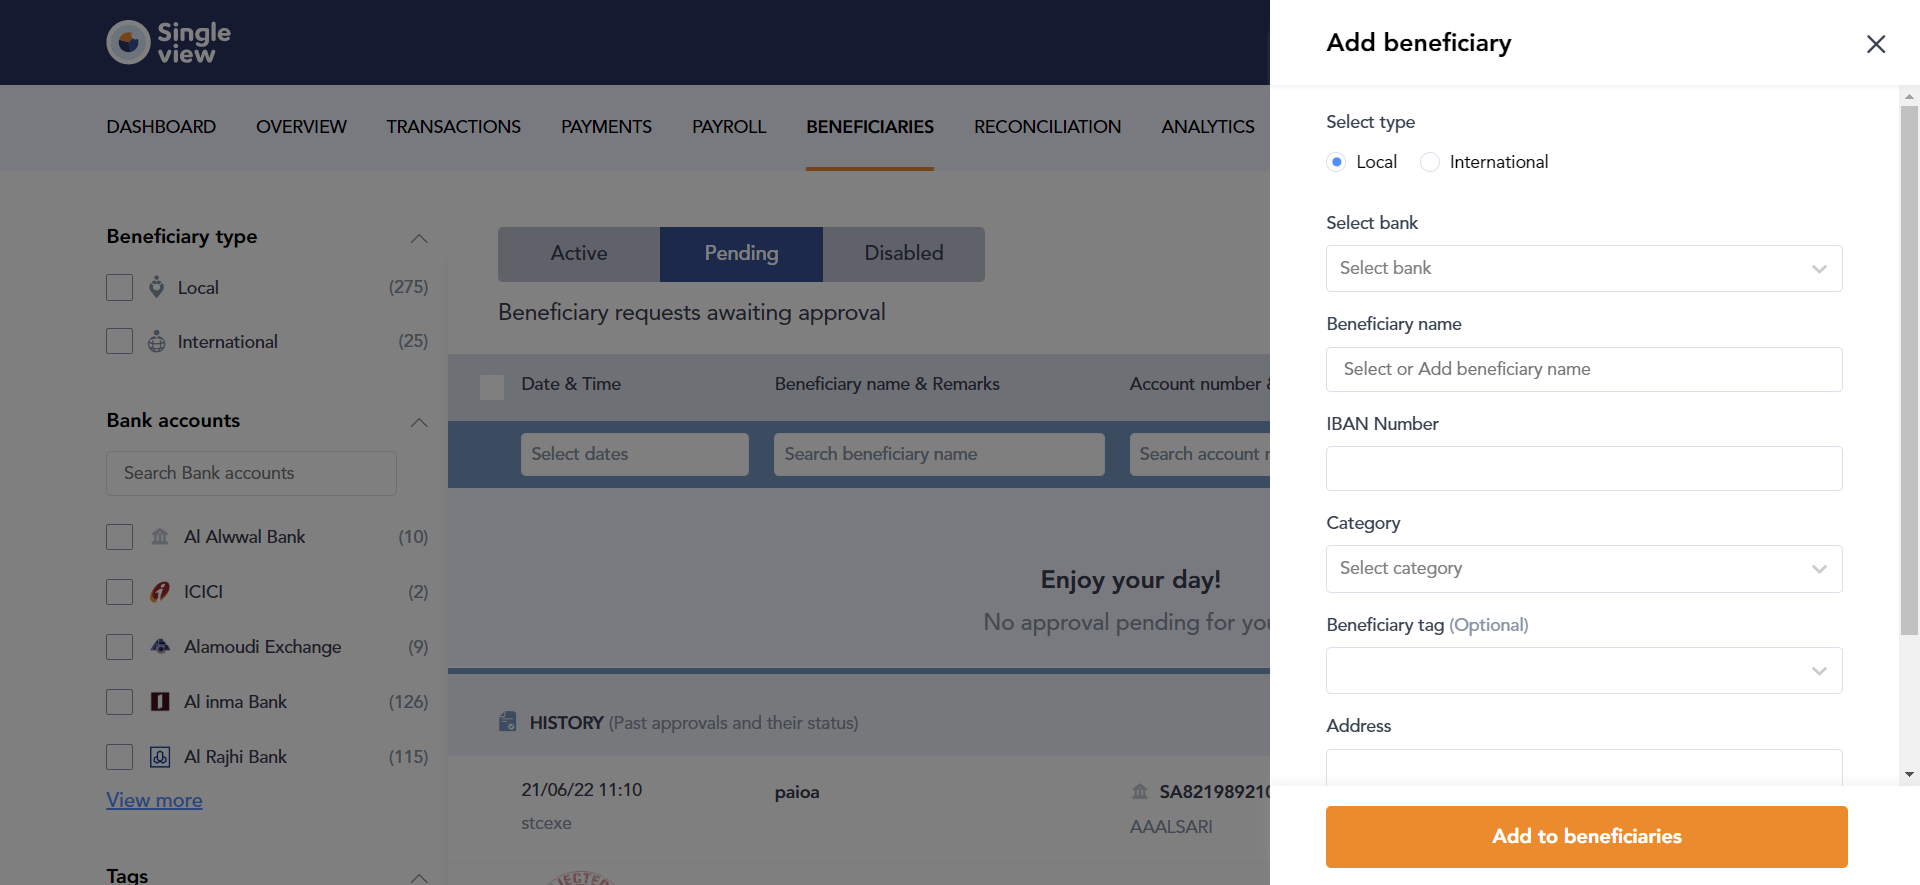 Single
view
DASHBOARD OVERVIEW TRANSACTIONS PAYMENTS PAYROLL BENEFICIARIES RECONCILIATION ANALYTICS
Beneficiary type
Local (275)
International (25)
Bank accounts
Search Bank accounts
Al Alwwal Bank (10)
ICICI (2)
Alamoudi Exchange (9)
Al inma Bank (126)
Al Rajhi Bank (115)
View more
Tags
Active Pending Disabled
Beneficiary requests awaiting approval
Date & Time Beneficiary name & Remarks Account number &
Select dates Search beneficiary name Search account
Enjoy your day!
No approval pending for you
HISTORY (Past approvals and their status)
21/06/22 11:10 paioa SA821989210
stcexe AAALSARI
JECTE
Add beneficiary
Select type
Local International
Select bank
Select bank
Beneficiary name
Select or Add beneficiary name
IBAN Number
Category
Select category
Beneficiary tag (Optional)
Address
Add to beneficiaries